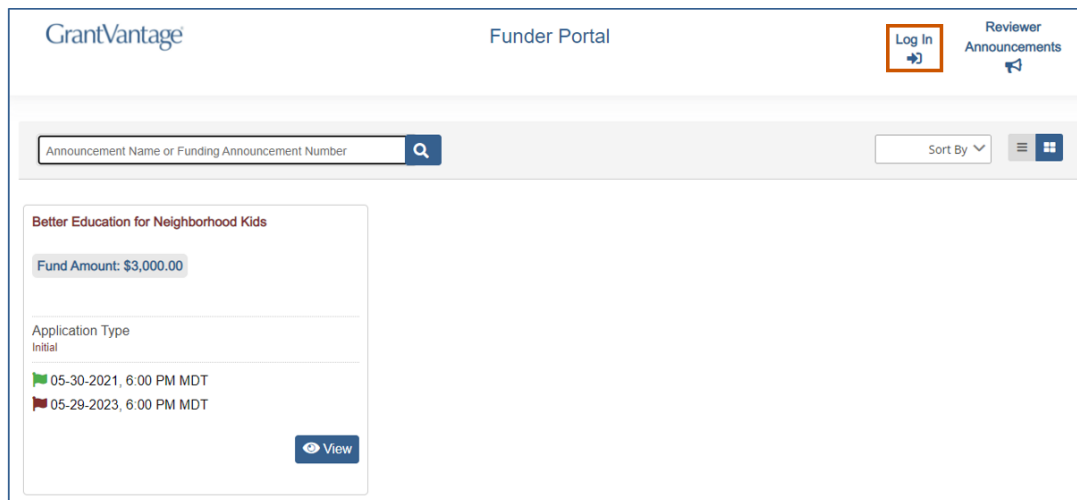 GrantVantage
Funder Portal
Log In
Reviewer
Announcements
Announcement Name or Funding Announcement Number
Sort By
Better Education for Neighborhood Kids
Fund Amount: $3,000.00
Application Type
Initial
05-30-2021, 6:00 PM MDT
05-29-2023, 6:00 PM MDT
View